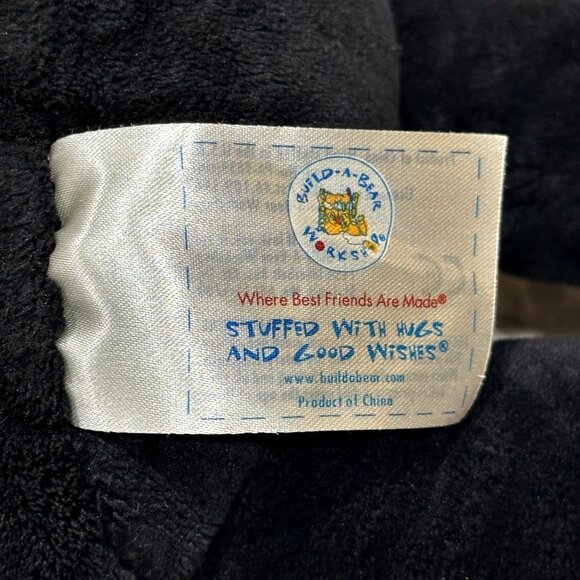 BUILD-A-BEAR
WORKSHOP®
Where Best Friends Are Made®
STUFFED WITH HUGS
AND GOOD WISHES®
www.buildabear.com
Product of China